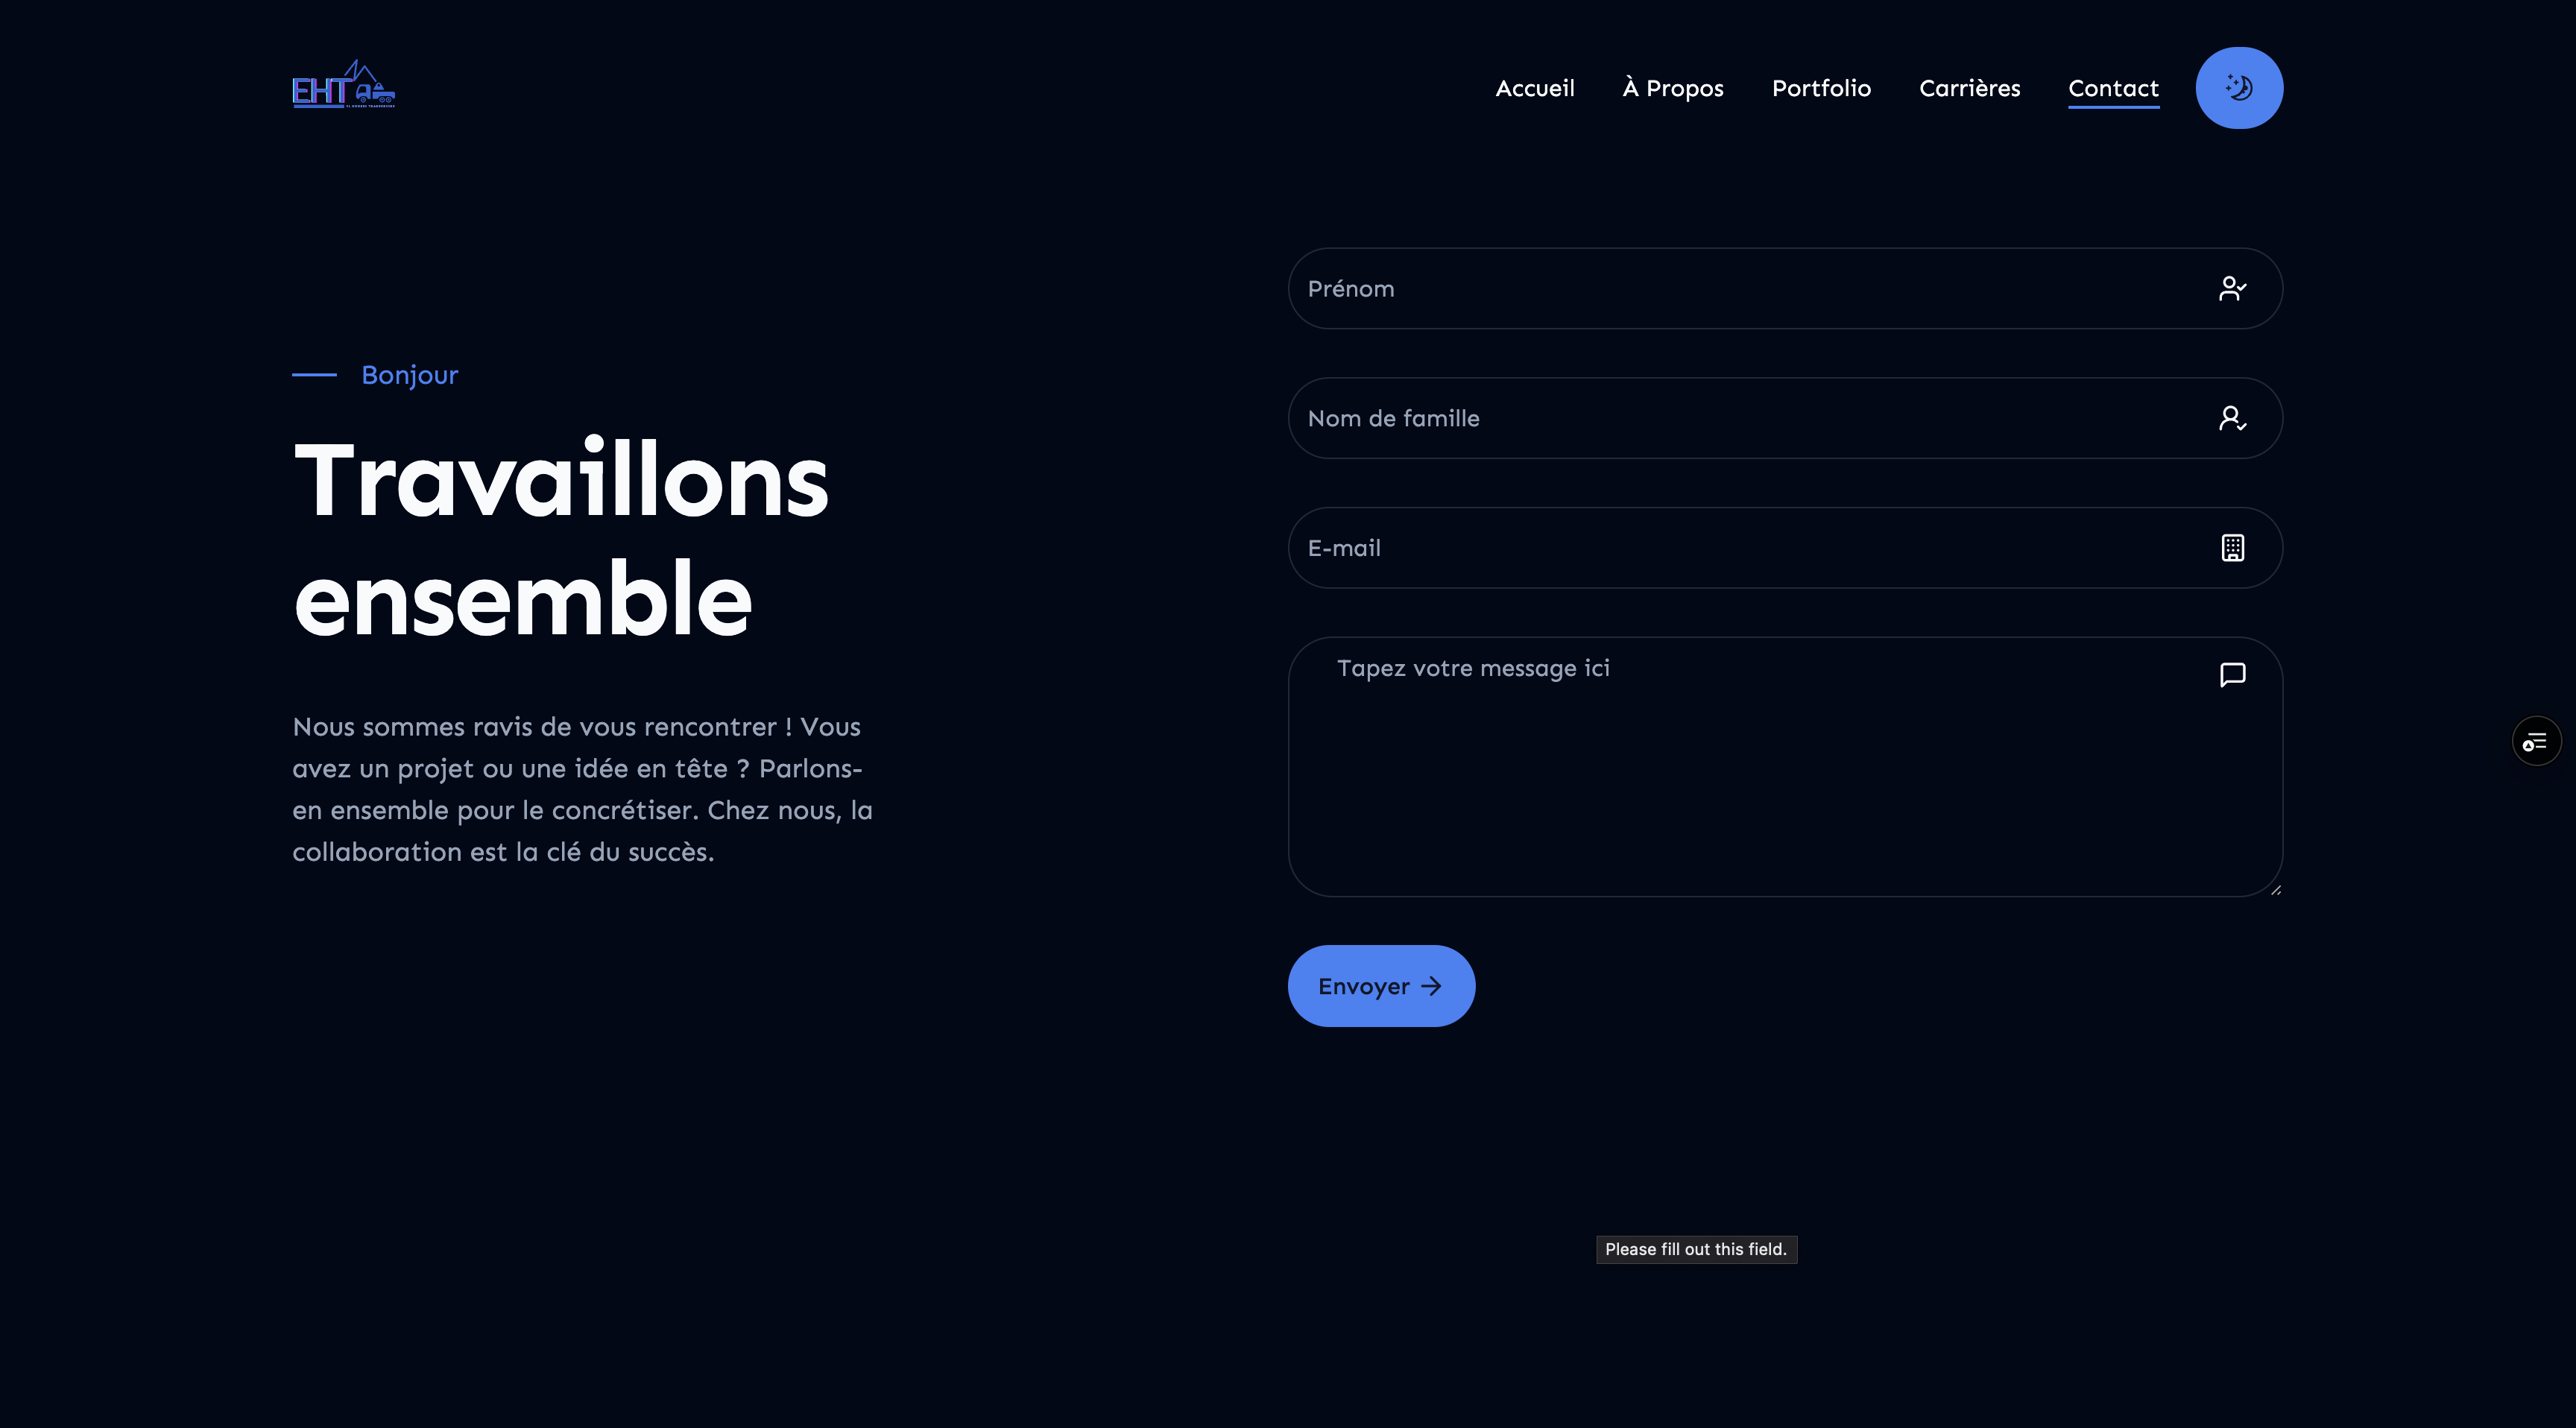 EHT
Accueil
À Propos
Portfolio
Carrières
Contact
Bonjour
Travaillons
ensemble
Nous sommes ravis de vous rencontrer ! Vous
avez un projet ou une idée en tête ? Parlons-
en ensemble pour le concrétiser. Chez nous, la
collaboration est la clé du succès.
Prénom
Nom de famille
E-mail
Tapez votre message ici
Envoyer
Please fill out this field.